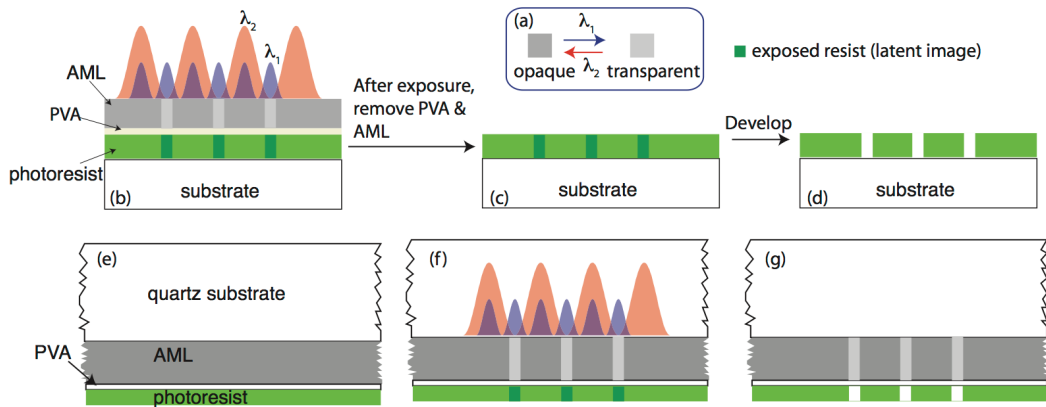 (a)
λ1
λ2
opaque
transparent
exposed resist (latent image)
λ2
λ1
AML
PVA
photoresist
substrate
(b)
After exposure,
remove PVA &
AML
substrate
(c)
Develop
substrate
(d)
(e)
quartz substrate
PVA
AML
photoresist
(f)
(g)